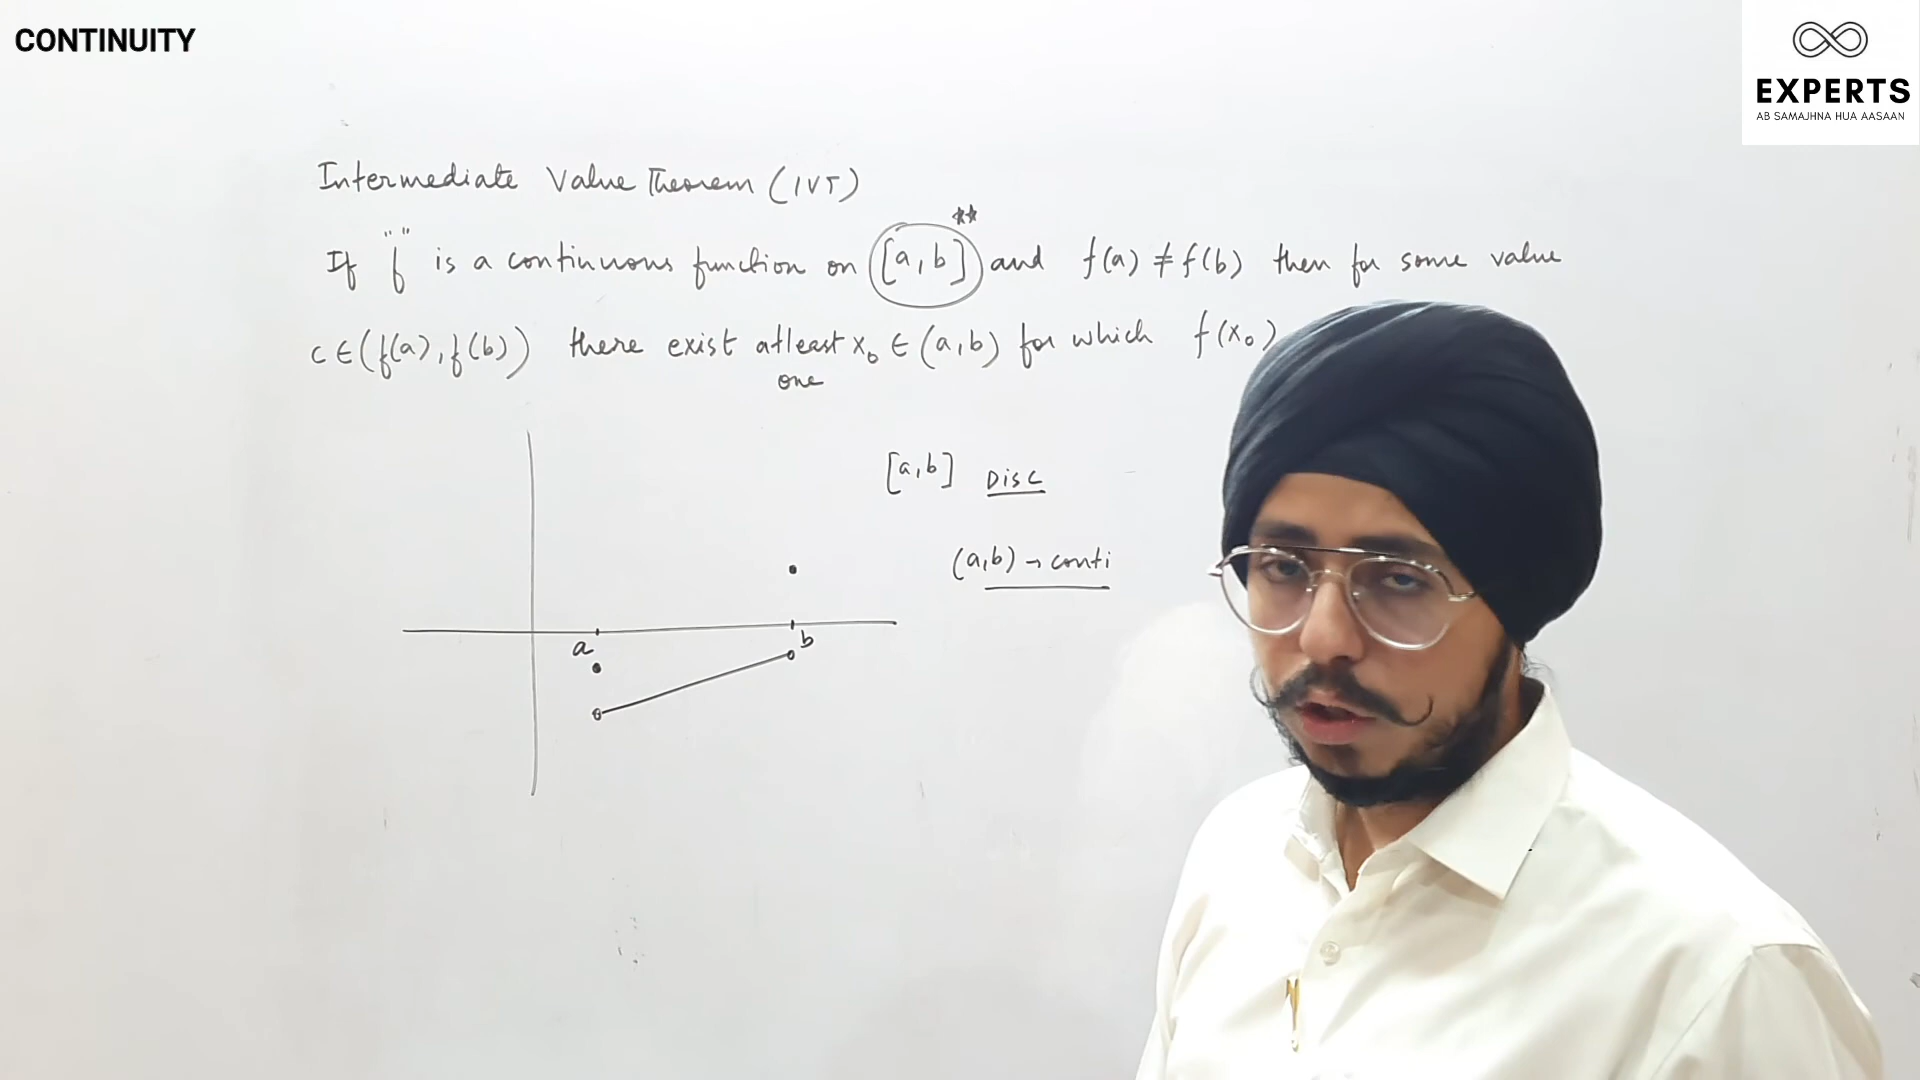 CONTINUITY
EXPERTS
AB SAMAJHNA HUA AASAAN
Intermediate Value Theorem (IVT)
**
If "f" is a continuous function on [a,b] and f(a) ≠ f(b) then for some value
c ∈ (f(a), f(b)) there exist atleast x₀ ∈ (a,b) for which f(x₀)
one
[a,b] Disc
(a,b) → conti
a
b